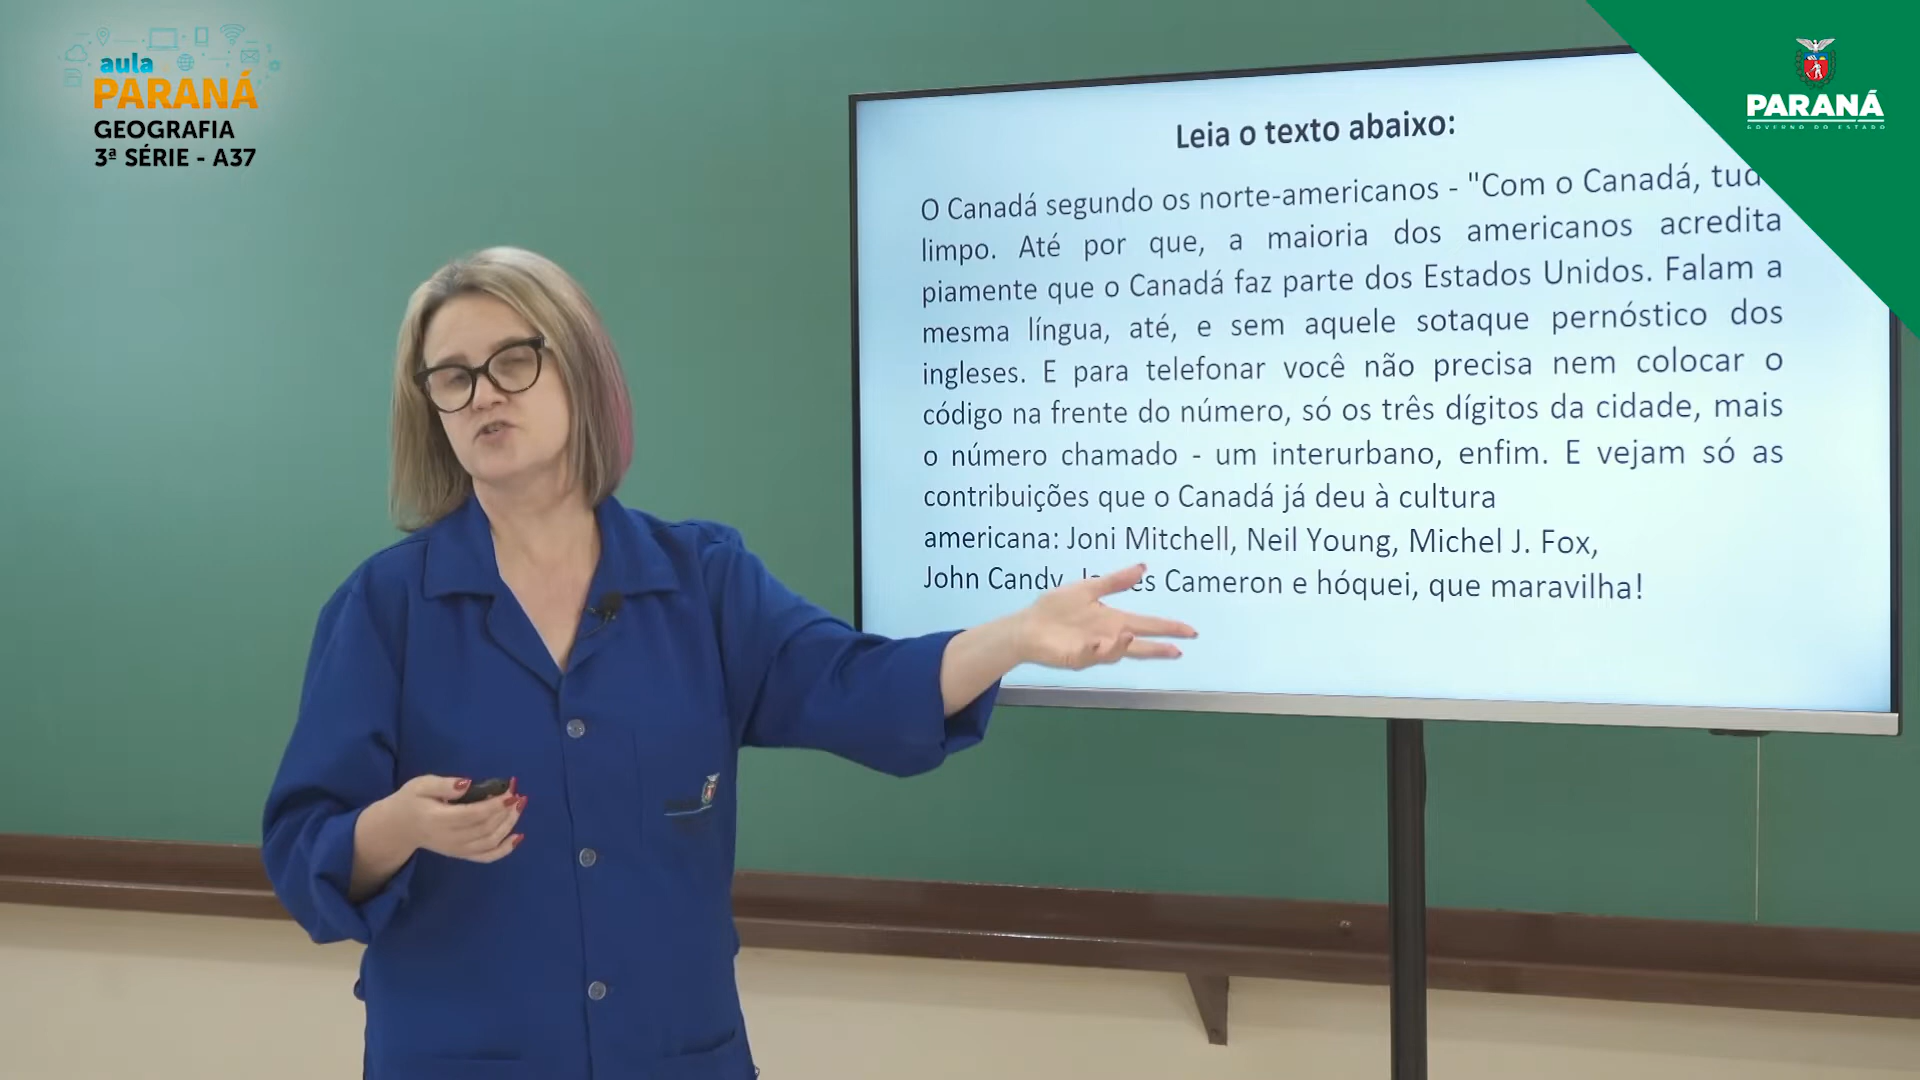 aula
PARANÁ
GEOGRAFIA
3ª SÉRIE - A37
PARANÁ
GOVERNO DO ESTADO
Leia o texto abaixo:
O Canadá segundo os norte-americanos - "Com o Canadá,
limpo. Até por que, a maioria dos americanos acredita
piamente que o Canadá faz parte dos Estados Unidos. Falam a
mesma língua, até, e sem aquele sotaque pernóstico dos
ingleses. E para telefonar você não precisa nem colocar o
código na frente do número, só os três dígitos da cidade, mais
o número chamado - um interurbano, enfim. E vejam só as
contribuições que o Canadá já deu à cultura
americana: Joni Mitchell, Neil Young, Michel J. Fox,
John Candy, Cameron e hóquei, que maravilha!